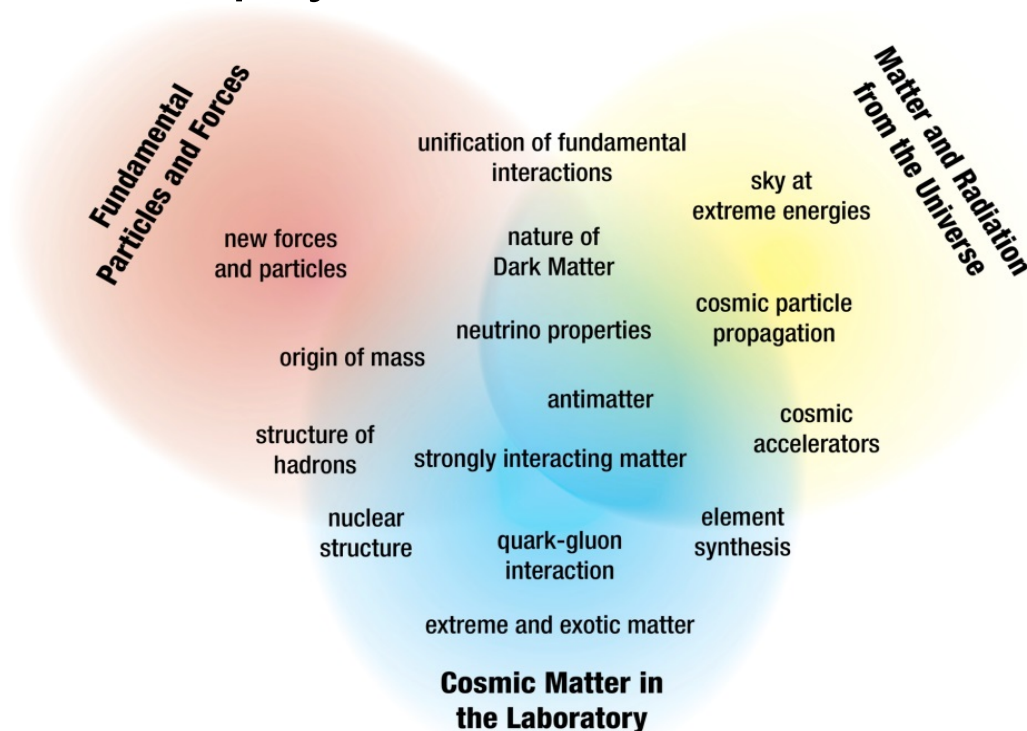 Fundamental
Particles and Forces
Matter and Radiation
from the Universe
unification of fundamental
interactions
sky at
extreme energies
new forces
and particles
nature of
Dark Matter
cosmic particle
propagation
neutrino properties
origin of mass
antimatter
cosmic
accelerators
structure of
hadrons
strongly interacting matter
nuclear
structure
quark-gluon
interaction
element
synthesis
extreme and exotic matter
Cosmic Matter in
the Laboratory